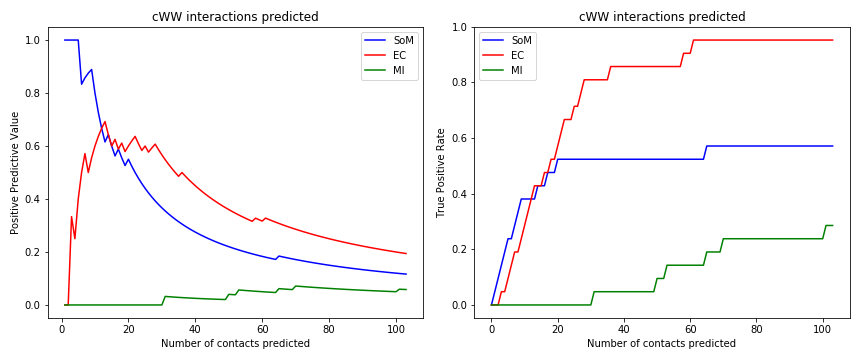 cWW interactions predicted
Positive Predictive Value
1.0
0.8
0.6
0.4
0.2
0.0
SoM
EC
MI
0 20 40 60 80 100
Number of contacts predicted
cWW interactions predicted
True Positive Rate
1.0
0.8
0.6
0.4
0.2
0.0
SoM
EC
MI
0 20 40 60 80 100
Number of contacts predicted